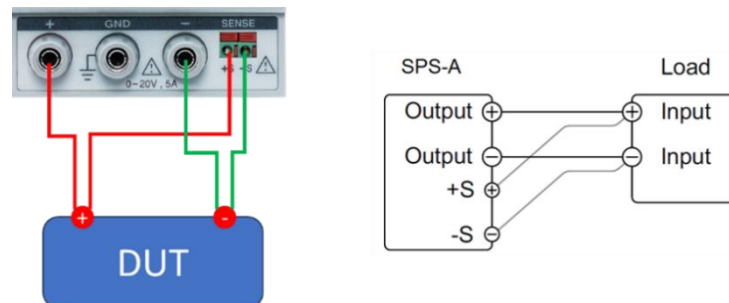 + GND - SENSE
+S -S
0-20V, 5A
+ -
DUT
SPS-A Load
Output + + Input
Output - - Input
+S +
-S -